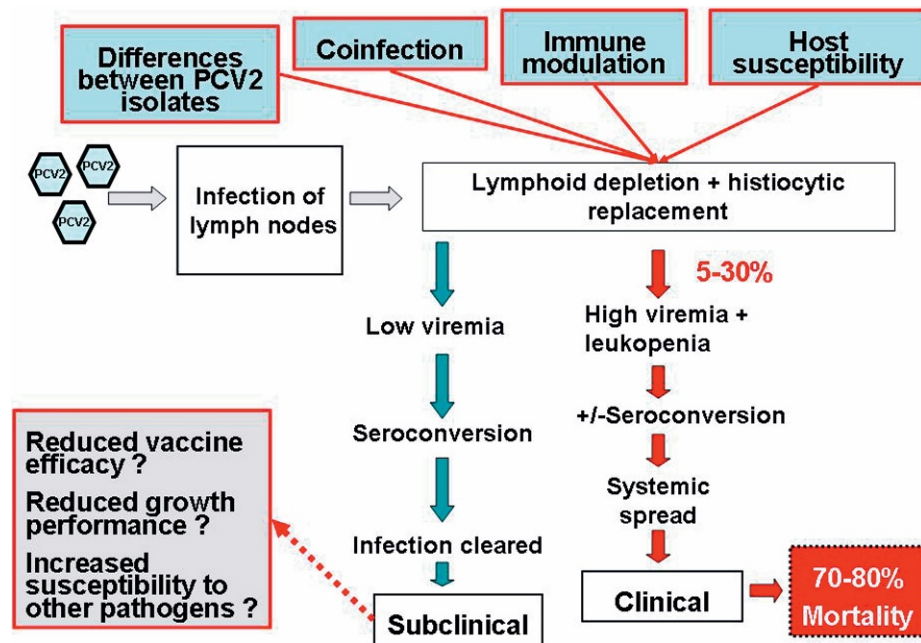 Differences
between PCV2
isolates
Coinfection
Immune
modulation
Host
susceptibility
PCV2
PCV2
PCV2
Infection of
lymph nodes
Lymphoid depletion + histiocytic
replacement
5-30%
Low viremia
High viremia +
leukopenia
Seroconversion
+/-Seroconversion
Infection cleared
Systemic
spread
Subclinical
Clinical
70-80%
Mortality
Reduced vaccine
efficacy ?
Reduced growth
performance ?
Increased
susceptibility to
other pathogens ?